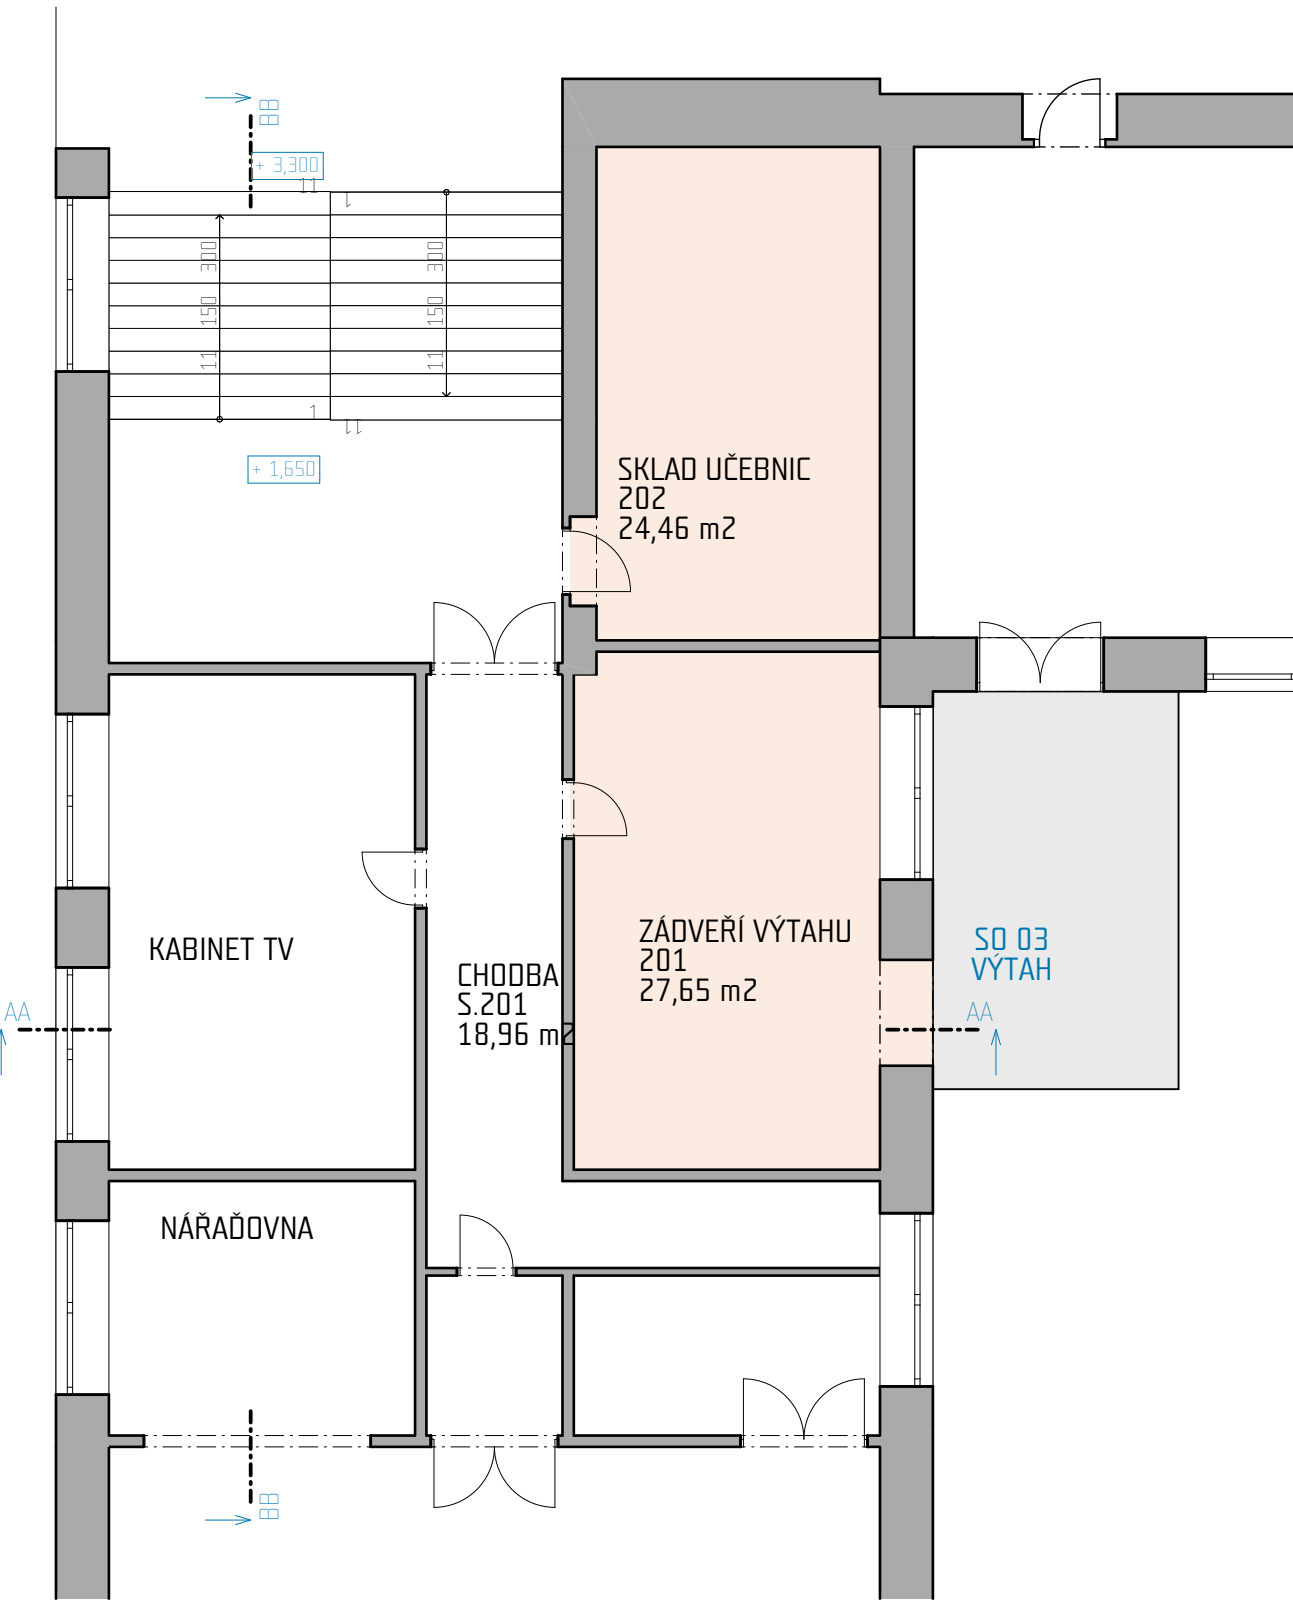 BB
+ 3,300
11
1
11 150 300
11 150 300
1
11
+ 1,650
SKLAD UČEBNIC
202
24,46 m2
KABINET TV
CHODBA
S.201
18,96 m2
ZÁDVEŘÍ VÝTAHU
201
27,65 m2
SO 03
VÝTAH
AA
AA
NÁŘAĎOVNA
BB